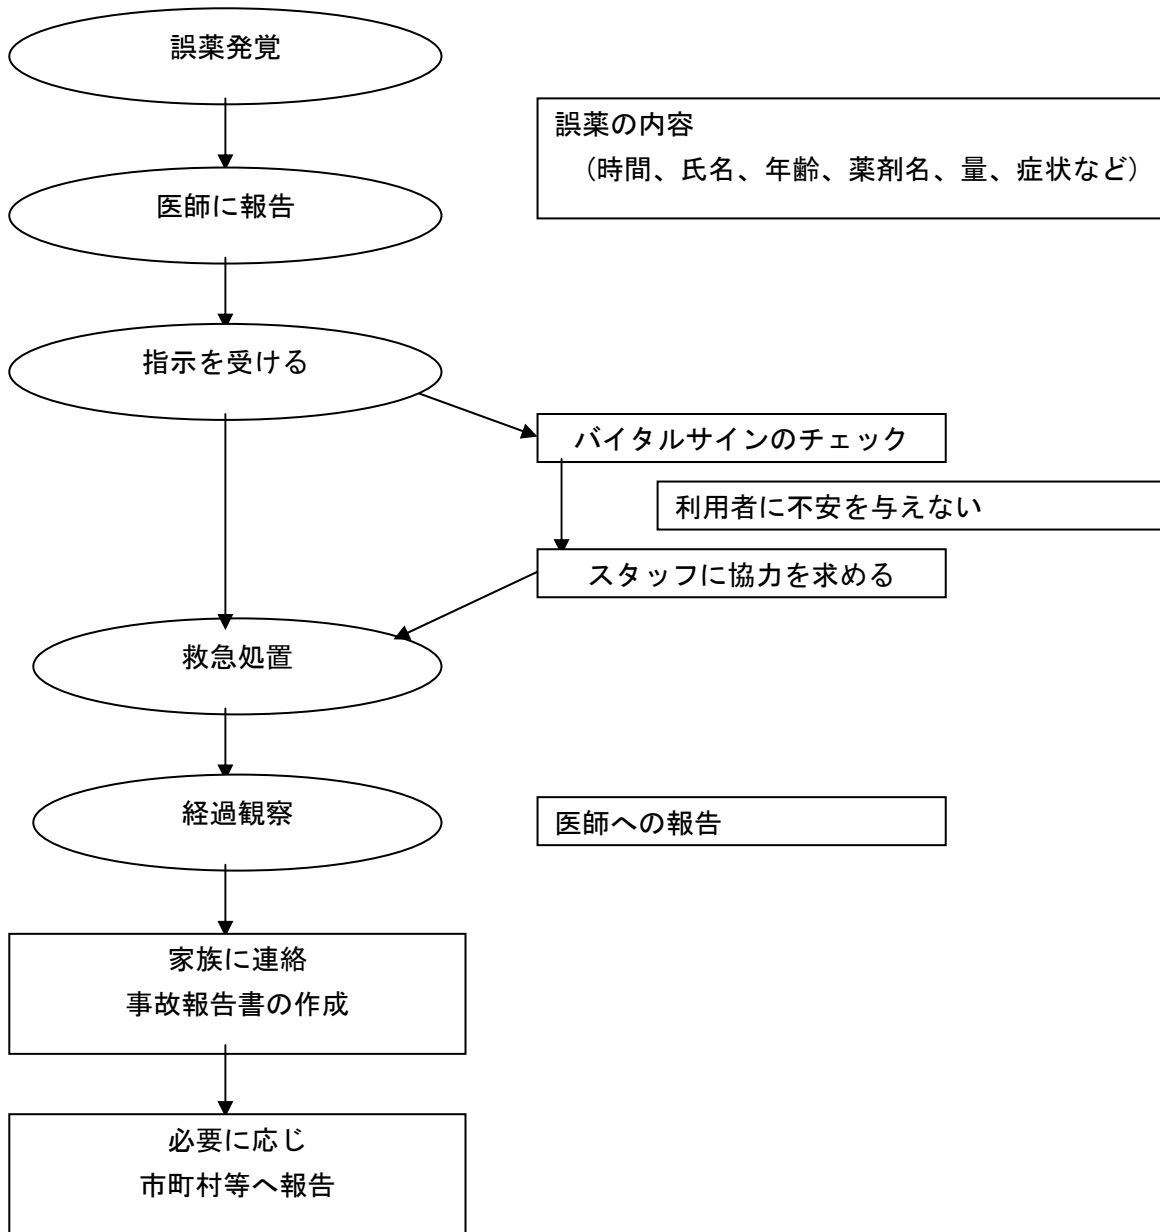 誤薬発覚
誤薬の内容
（時間、氏名、年齢、薬剤名、量、症状など）
医師に報告
指示を受ける
バイタルサインのチェック
利用者に不安を与えない
スタッフに協力を求める
救急処置
経過観察
医師への報告
家族に連絡
事故報告書の作成
必要に応じ
市町村等へ報告